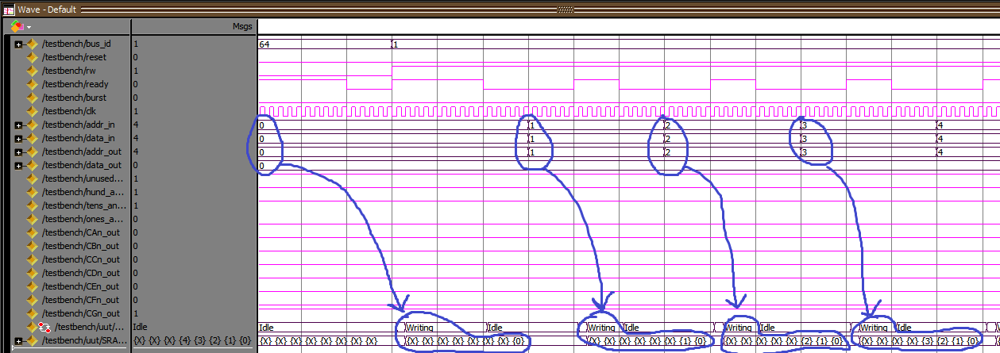 Wave - Default
Msgs
/testbench/bus_id 1 64 1
/testbench/reset 0
/testbench/rw 1
/testbench/ready 0
/testbench/burst 0
/testbench/clk 1
/testbench/addr_in 4 0 1 2 3 4
/testbench/data_in 4 0 1 2 3 4
/testbench/addr_out 4 0 1 2 3 4
/testbench/data_out 0 0
/testbench/unused... 1
/testbench/hund_a... 1
/testbench/tens_an... 1
/testbench/ones_a... 0
/testbench/CAn_out 0
/testbench/CBn_out 0
/testbench/CCn_out 0
/testbench/CDn_out 0
/testbench/CEn_out 0
/testbench/CFn_out 0
/testbench/CGn_out 1
/testbench/uut/... Idle Idle Writing Idle Writing Idle Writing Idle Writing Idle
/testbench/uut/SRA... {X} {X} {X} {4} {3} {2} {1} {0} {X} {X} {X} {X} {X} {X} {X} {X} {X} {X} {X} {X} {X} {X} {X} {0} {X} {X} {X} {X} {X} {X} {1} {0} {X} {X} {X} {X} {X} {2} {1} {0} {X} {X} {X} {X} {3} {2} {1} {0}